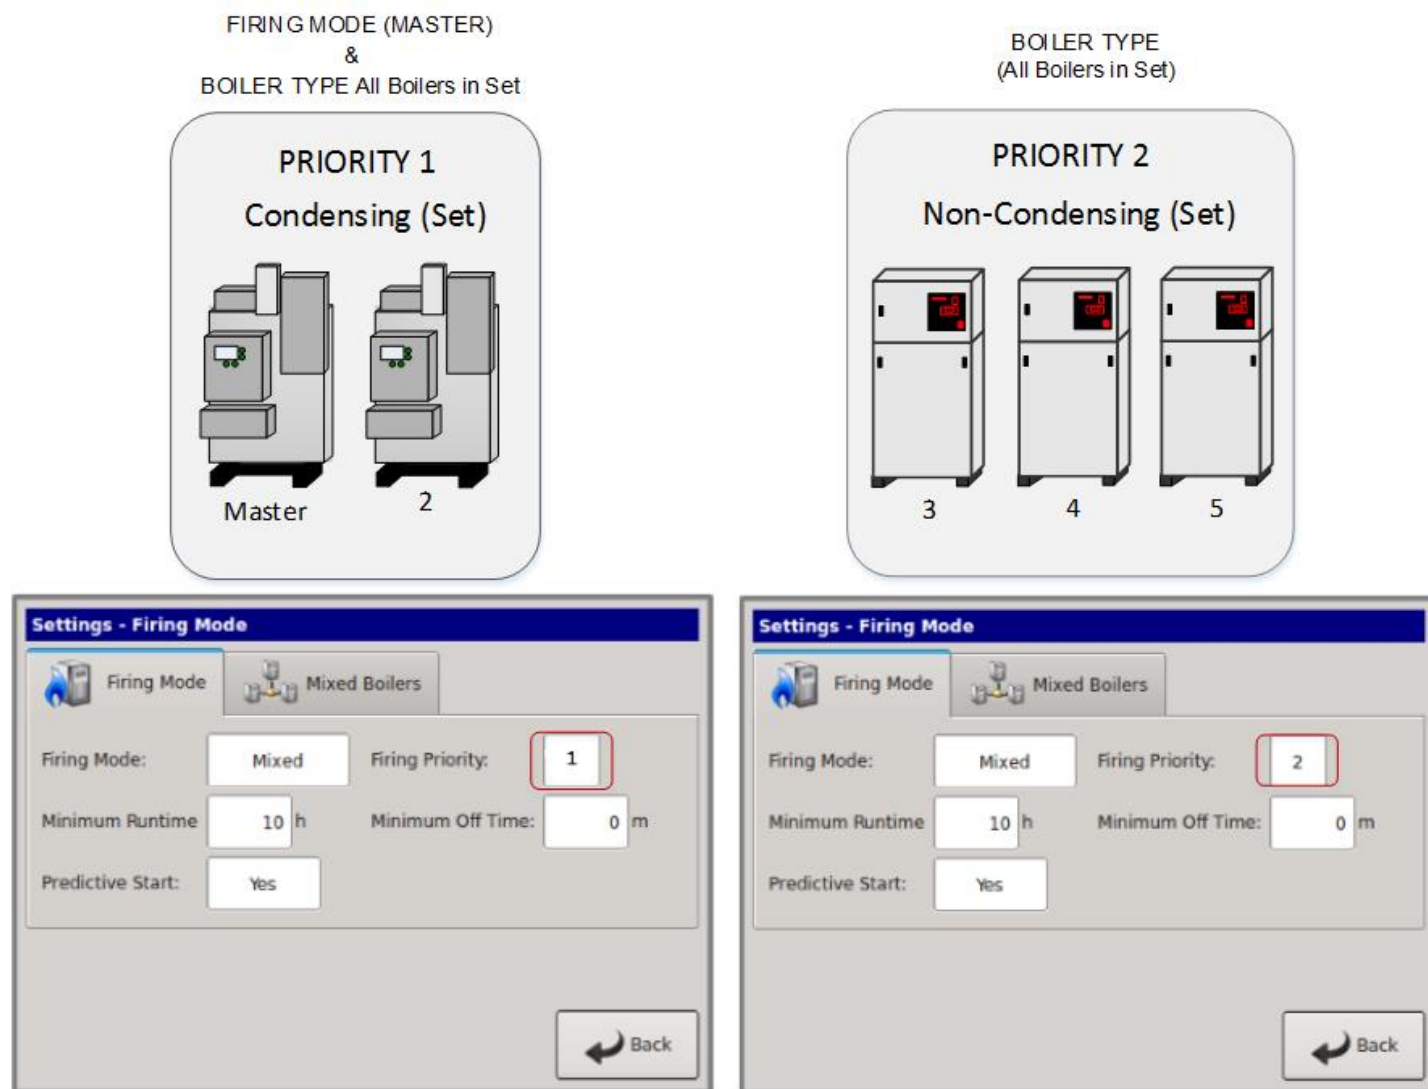 FIRING MODE (MASTER)
&
BOILER TYPE All Boilers in Set
PRIORITY 1
Condensing (Set)
Master
2
BOILER TYPE
(All Boilers in Set)
PRIORITY 2
Non-Condensing (Set)
3 4 5
Settings - Firing Mode
Firing Mode Mixed Boilers
Firing Mode: Mixed Firing Priority: 1
Minimum Runtime 10 h Minimum Off Time: 0 m
Predictive Start: Yes
Back
Settings - Firing Mode
Firing Mode Mixed Boilers
Firing Mode: Mixed Firing Priority: 2
Minimum Runtime 10 h Minimum Off Time: 0 m
Predictive Start: Yes
Back